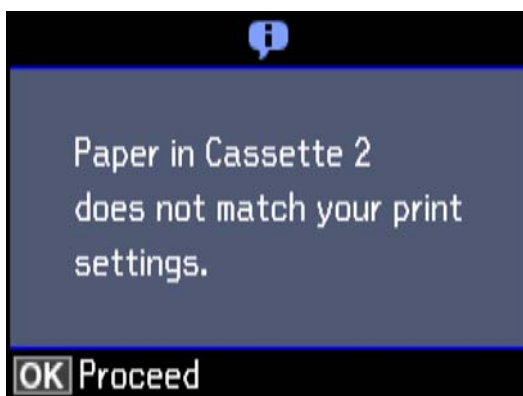 Paper in Cassette 2
does not match your print
settings.
OK Proceed